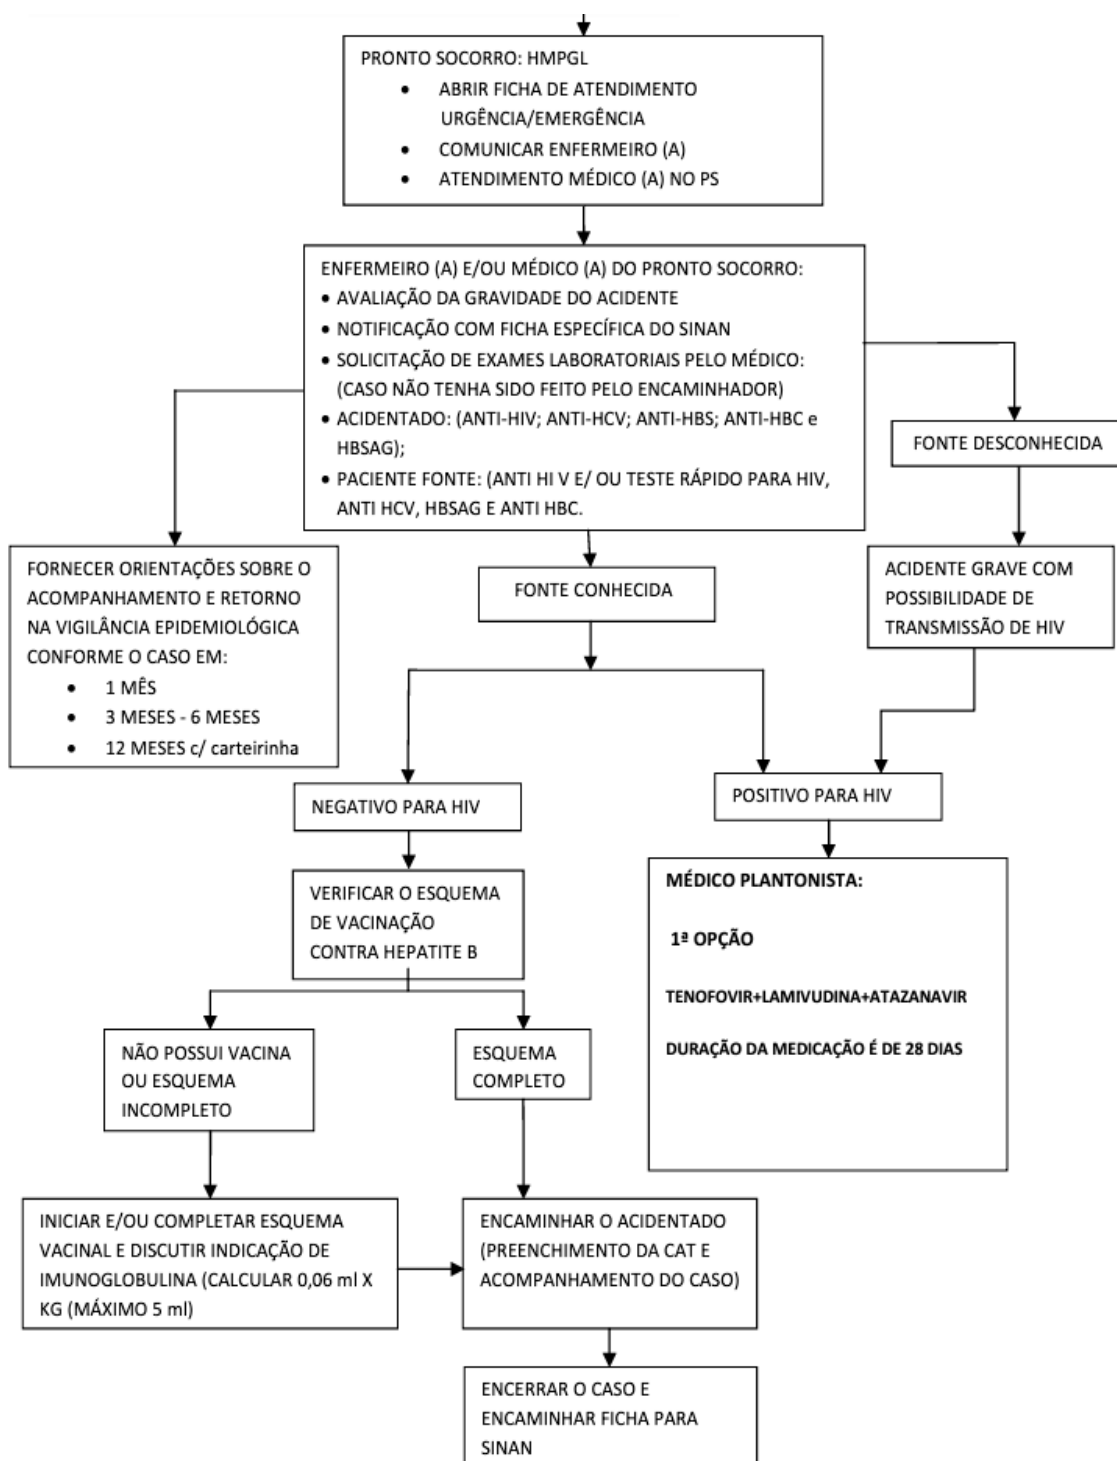 PRONTO SOCORRO: HMPGL
• ABRIR FICHA DE ATENDIMENTO
URGÊNCIA/EMERGÊNCIA
• COMUNICAR ENFERMEIRO (A)
• ATENDIMENTO MÉDICO (A) NO PS
ENFERMEIRO (A) E/OU MÉDICO (A) DO PRONTO SOCORRO:
• AVALIAÇÃO DA GRAVIDADE DO ACIDENTE
• NOTIFICAÇÃO COM FICHA ESPECÍFICA DO SINAN
• SOLICITAÇÃO DE EXAMES LABORATORIAIS PELO MÉDICO:
(CASO NÃO TENHA SIDO FEITO PELO ENCAMINHADOR)
• ACIDENTADO: (ANTI-HIV; ANTI-HCV; ANTI-HBS; ANTI-HBC e
HBSAG);
• PACIENTE FONTE: (ANTI HI V E/ OU TESTE RÁPIDO PARA HIV,
ANTI HCV, HBSAG E ANTI HBC.
FONTE DESCONHECIDA
FORNECER ORIENTAÇÕES SOBRE O
ACOMPANHAMENTO E RETORNO
NA VIGILÂNCIA EPIDEMIOLÓGICA
CONFORME O CASO EM:
• 1 MÊS
• 3 MESES - 6 MESES
• 12 MESES c/ carteirinha
FONTE CONHECIDA
ACIDENTE GRAVE COM
POSSIBILIDADE DE
TRANSMISSÃO DE HIV
NEGATIVO PARA HIV
POSITIVO PARA HIV
VERIFICAR O ESQUEMA
DE VACINAÇÃO
CONTRA HEPATITE B
MÉDICO PLANTONISTA:
1ª OPÇÃO
TENOFOVIR+LAMIVUDINA+ATAZANAVIR
DURAÇÃO DA MEDICAÇÃO É DE 28 DIAS
NÃO POSSUI VACINA
OU ESQUEMA
INCOMPLETO
ESQUEMA
COMPLETO
INICIAR E/OU COMPLETAR ESQUEMA
VACINAL E DISCUTIR INDICAÇÃO DE
IMUNOGLOBULINA (CALCULAR 0,06 ml X
KG (MÁXIMO 5 ml)
ENCAMINHAR O ACIDENTADO
(PREENCHIMENTO DA CAT E
ACOMPANHAMENTO DO CASO)
ENCERRAR O CASO E
ENCAMINHAR FICHA PARA
SINAN